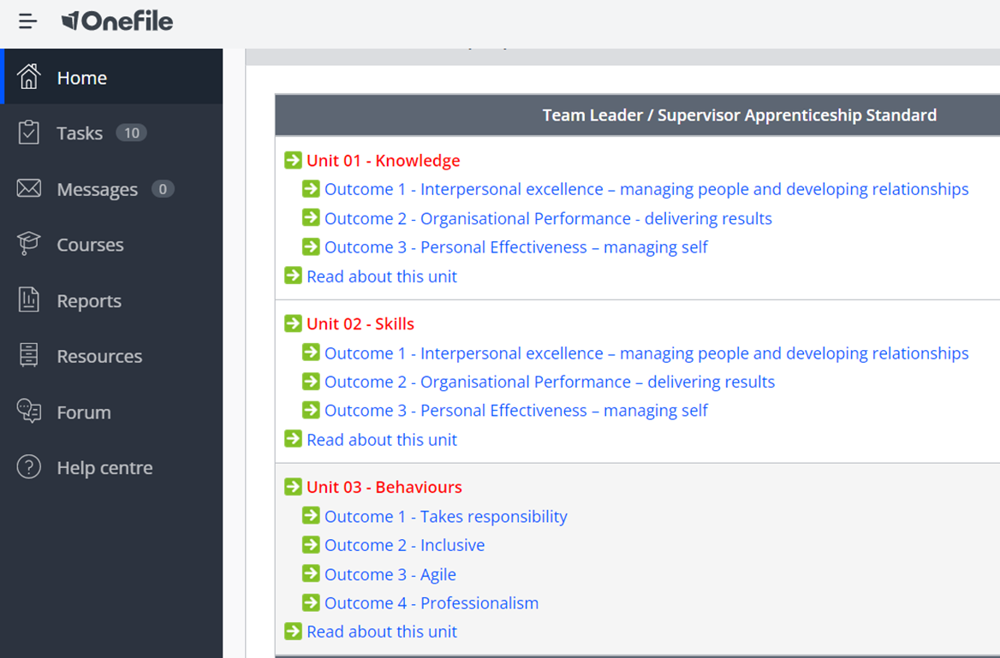 OneFile
Home
Tasks 10
Messages 0
Courses
Reports
Resources
Forum
Help centre
Team Leader / Supervisor Apprenticeship Standard
Unit 01 - Knowledge
Outcome 1 - Interpersonal excellence – managing people and developing relationships
Outcome 2 - Organisational Performance - delivering results
Outcome 3 - Personal Effectiveness – managing self
Read about this unit
Unit 02 - Skills
Outcome 1 - Interpersonal excellence – managing people and developing relationships
Outcome 2 - Organisational Performance – delivering results
Outcome 3 - Personal Effectiveness – managing self
Read about this unit
Unit 03 - Behaviours
Outcome 1 - Takes responsibility
Outcome 2 - Inclusive
Outcome 3 - Agile
Outcome 4 - Professionalism
Read about this unit